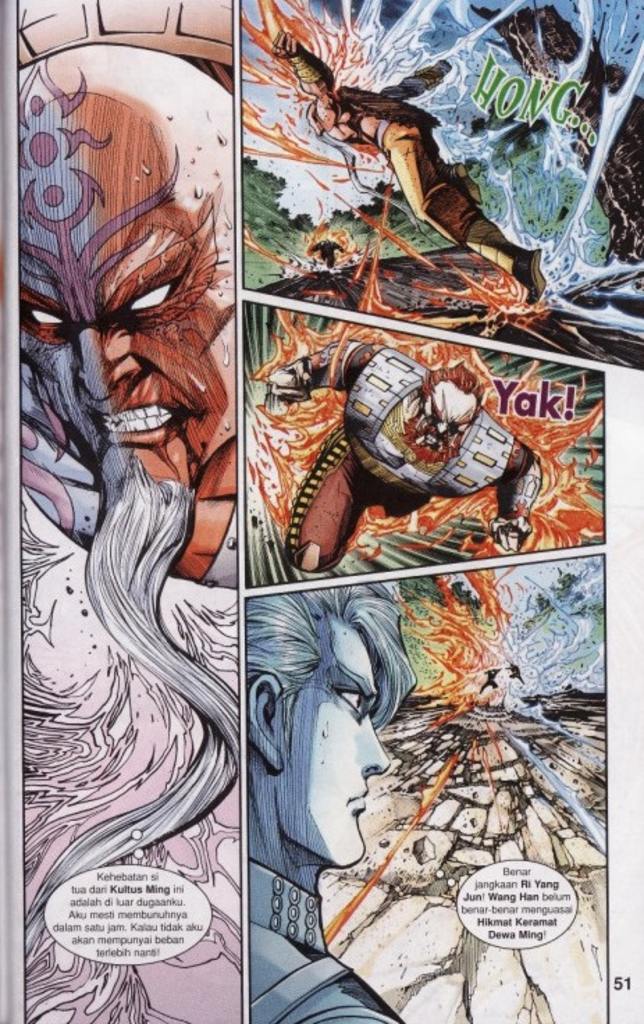 HONG....
Yak!
Kehebatan si
tua dari Kultus Ming ini
adalah di luar dugaanku.
Aku mesti membunuhnya
dalam satu jam. Kalau tidak aku
akan mempunyai beban
terlebih nanti!
Benar
jangkaan Ri Yang
Jun! Wang Han belum
benar-benar menguasai
Hikmat Keramat
Dewa Ming!
51